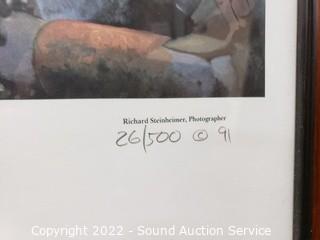 Richard Steinheimer, Photographer
26/500 © 91
Copyright 2022 - Sound Auction Service